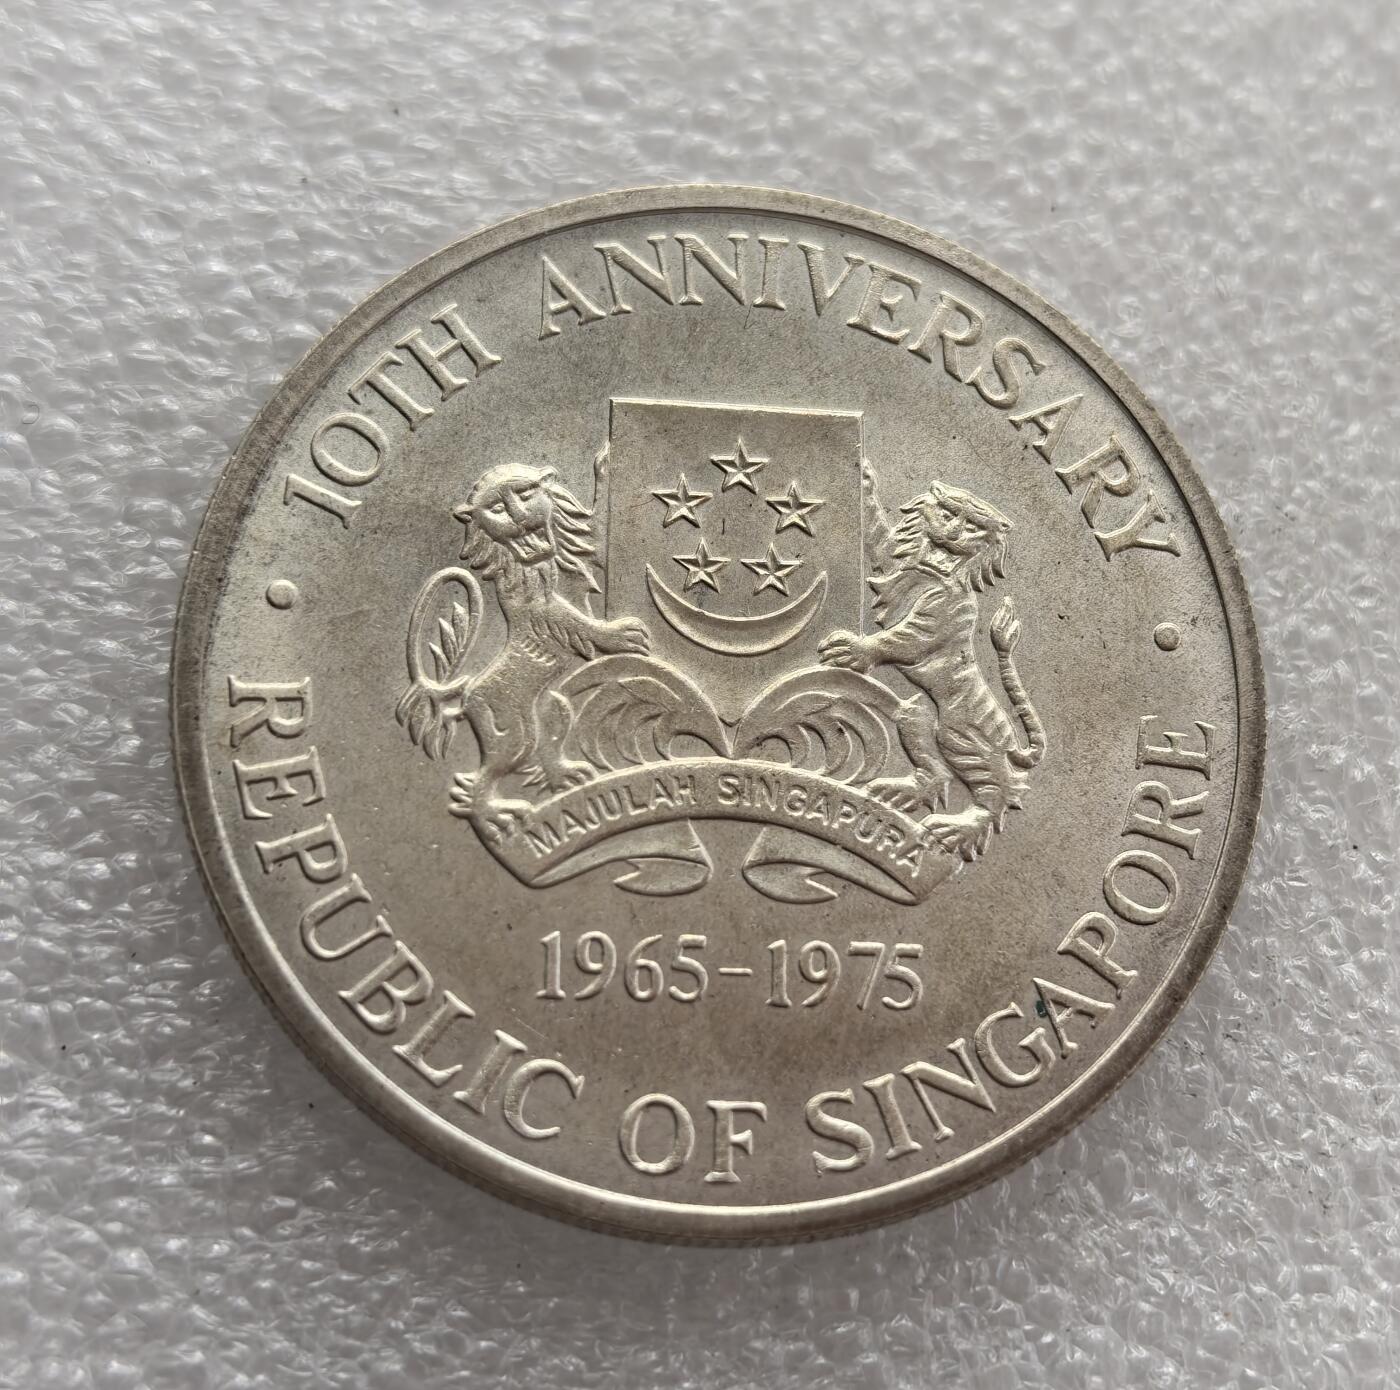 10TH ANNIVERSARY
MAJULAH SINGAPURA
1965-1975
REPUBLIC OF SINGAPORE